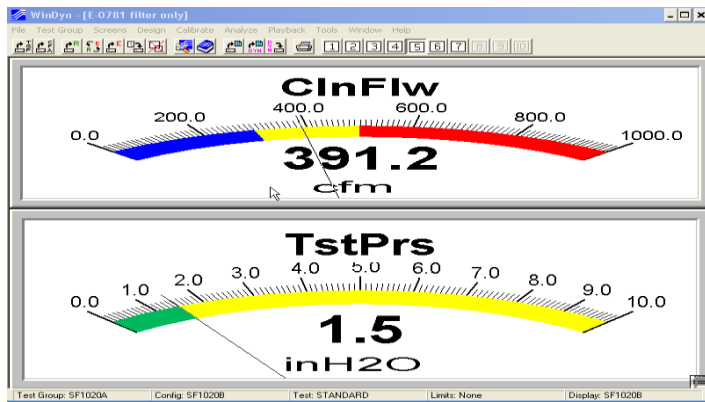 WinDyn - [E-0781 filter only]
File Test Group Screens Design Calibrate Analyze Playback Tools Window Help
1 2 3 4 5 6 7 8 9 10
ClnFlw
0.0 200.0 400.0 600.0 800.0 1000.0
391.2
cfm
TstPrs
0.0 1.0 2.0 3.0 4.0 5.0 6.0 7.0 8.0 9.0 10.0
1.5
inH2O
Test Group: SF1020A Config: SF1020B Test: STANDARD Limits: None Display: SF1020B